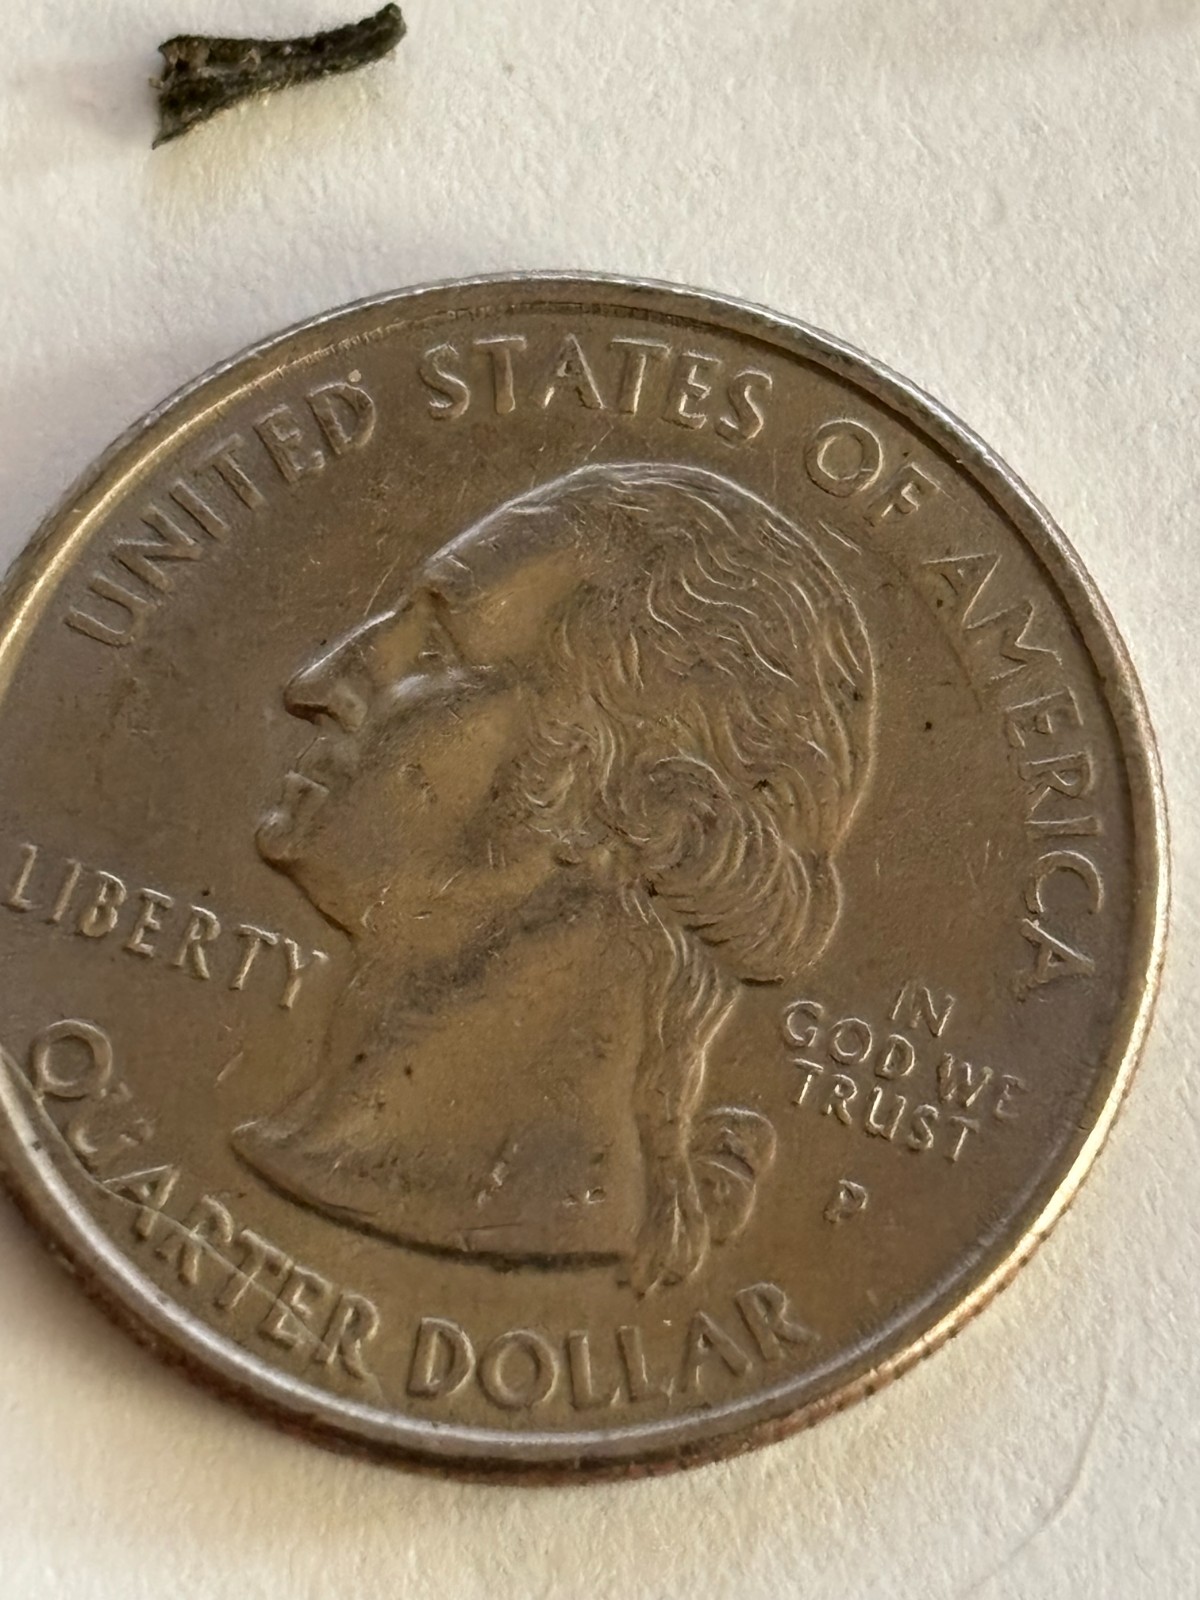 UNITED STATES OF AMERICA
LIBERTY
IN
GOD WE
TRUST
P
QUARTER DOLLAR